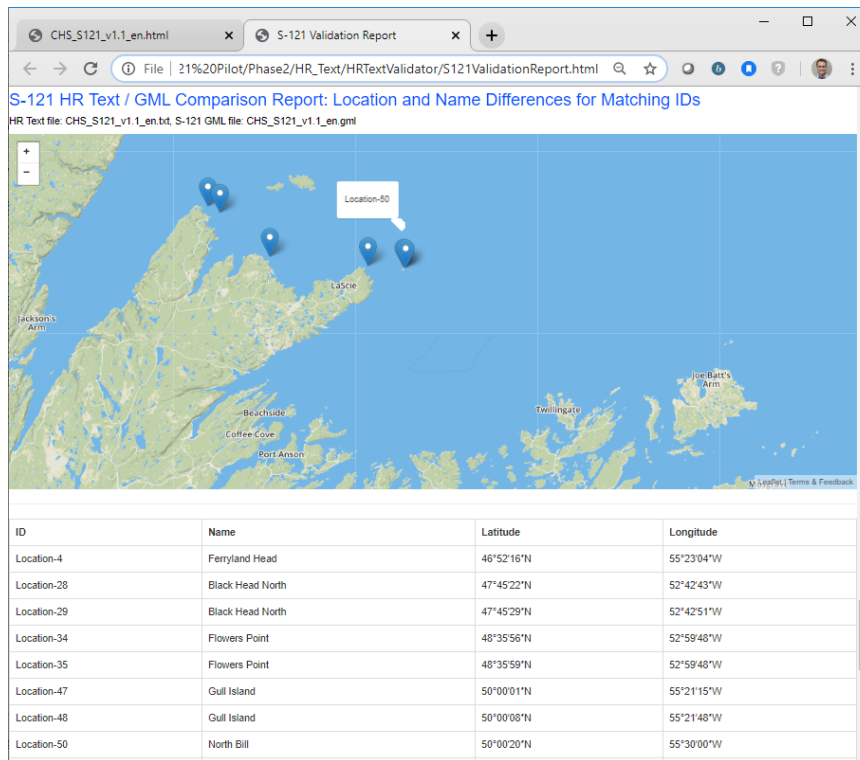 CHS_S121_v1.1_en.html
S-121 Validation Report
File | 21%20Pilot/Phase2/HR_Text/HRTextValidator/S121ValidationReport.html
S-121 HR Text / GML Comparison Report: Location and Name Differences for Matching IDs
HR Text file: CHS_S121_v1.1_en.txt, S-121 GML file: CHS_S121_v1.1_en.gml
+
−
Location-50
LaScie
Jackson's
Arm
Joe Batt's
Arm
Beachside
Twillingate
Coffee Cove
Port Anson
Leaflet | Terms & Feedback
ID Name Latitude Longitude
Location-4 Ferryland Head 46°52'16"N 55°23'04"W
Location-28 Black Head North 47°45'22"N 52°42'43"W
Location-29 Black Head North 47°45'29"N 52°42'51"W
Location-34 Flowers Point 48°35'56"N 52°59'48"W
Location-35 Flowers Point 48°35'59"N 52°59'48"W
Location-47 Gull Island 50°00'01"N 55°21'15"W
Location-48 Gull Island 50°00'08"N 55°21'48"W
Location-50 North Bill 50°00'20"N 55°30'00"W